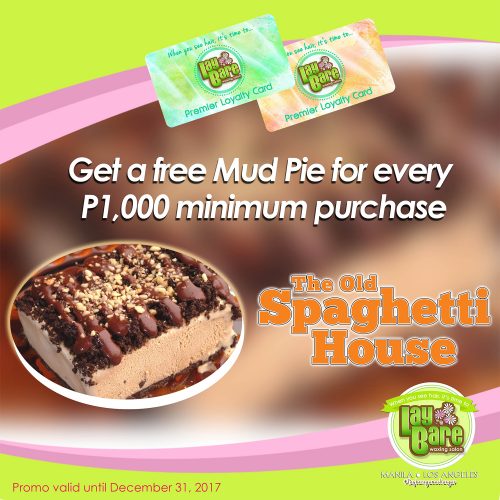 When you see hair, it's time to...
Lay Bare
Premier Loyalty Card
When you see hair, it's time to...
Lay Bare
Premier Loyalty Card
Get a free Mud Pie for every
P1,000 minimum purchase
The Old
Spaghetti
House
when you see hair, it's time to
Lay
Bare
waxing salon
MANILA LOS ANGELES
Promo valid until December 31, 2017